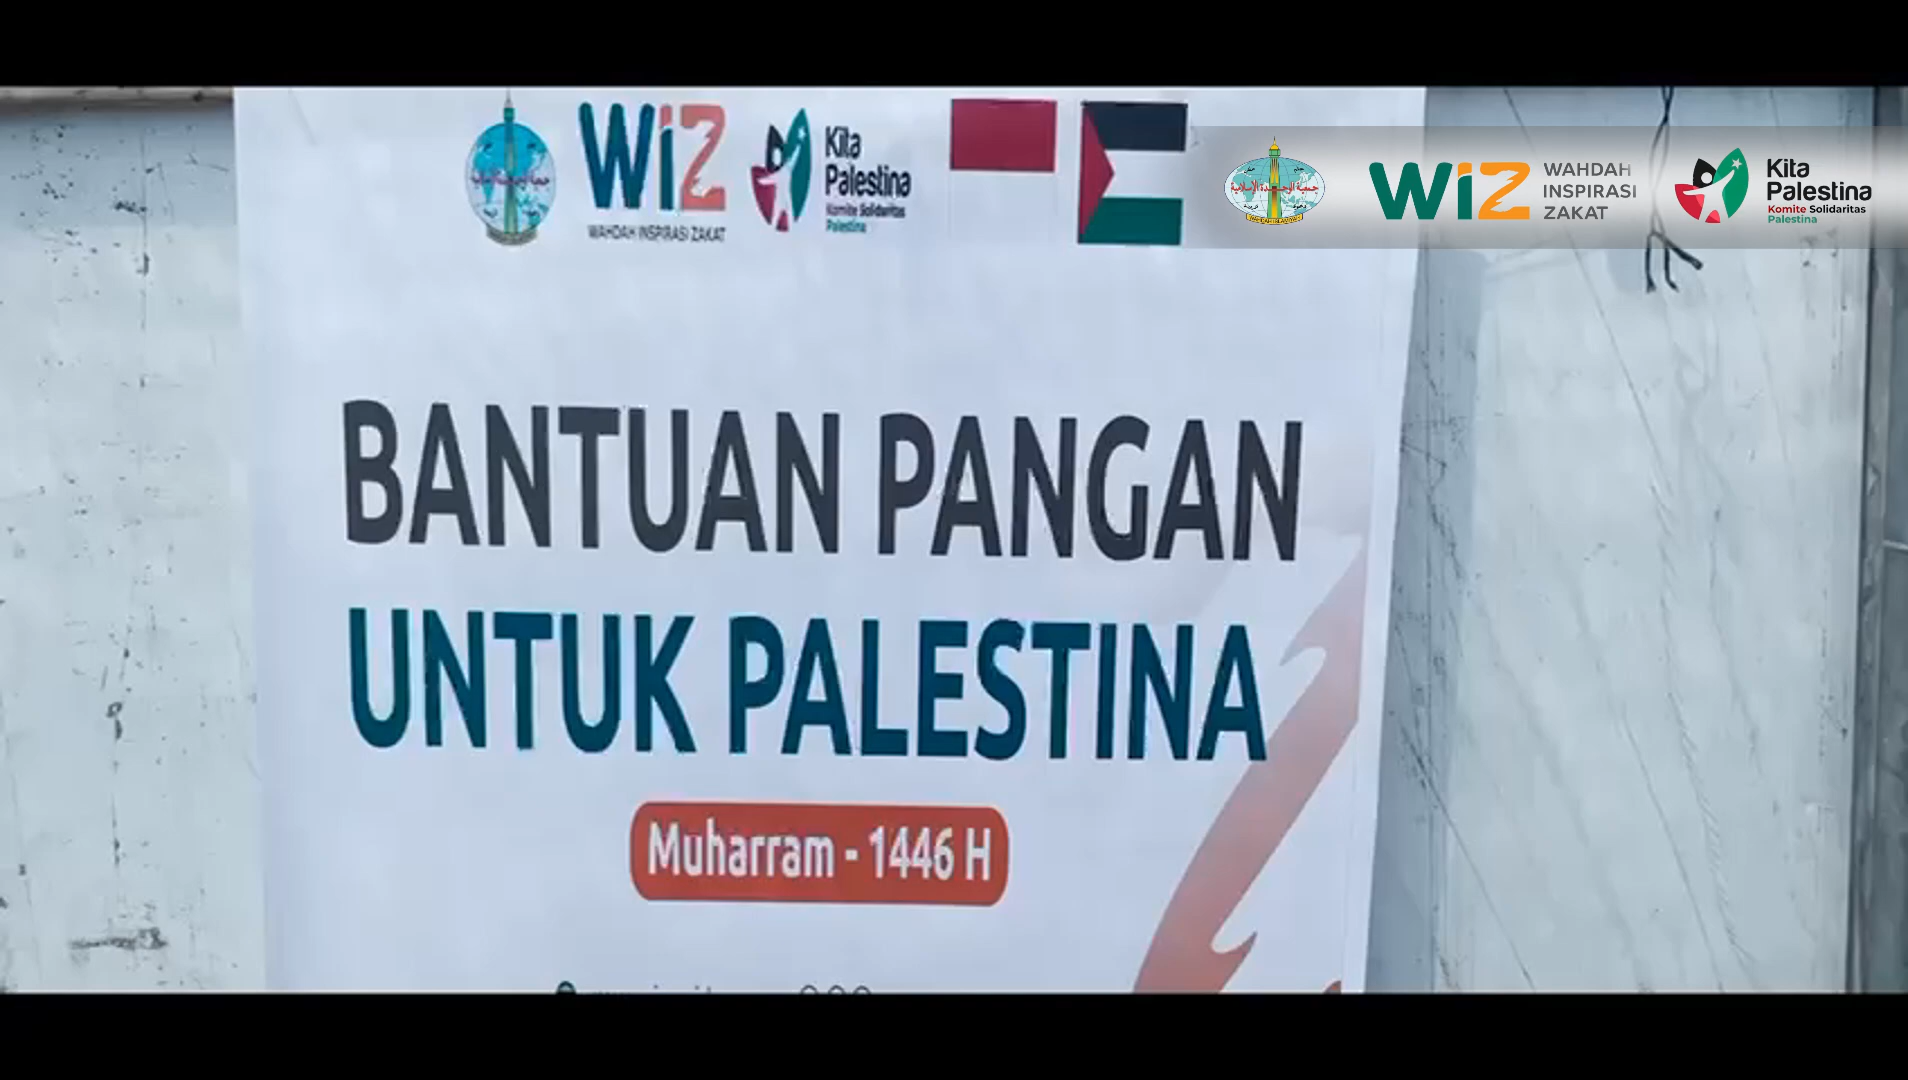 WiZ
WAHDAH INSPIRASI ZAKAT
Kita
Palestina
Komite Solidaritas
Palestina
WiZ
WAHDAH
INSPIRASI
ZAKAT
Kita
Palestina
Komite Solidaritas
Palestina
BANTUAN PANGAN
UNTUK PALESTINA
Muharram - 1446 H